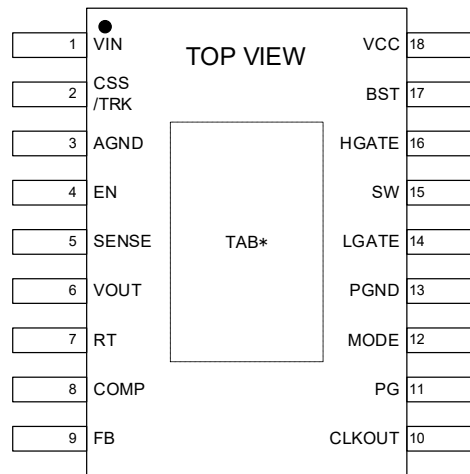 TOP VIEW
1 VIN
2 CSS
/TRK
3 AGND
4 EN
5 SENSE
6 VOUT
7 RT
8 COMP
9 FB
TAB*
VCC 18
BST 17
HGATE 16
SW 15
LGATE 14
PGND 13
MODE 12
PG 11
CLKOUT 10